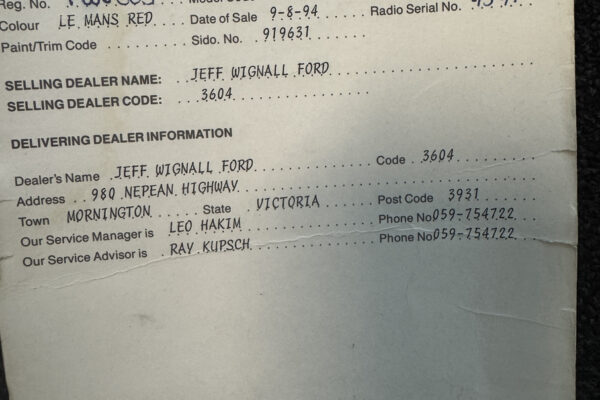 Reg. No.
Colour LE MANS RED Date of Sale 9-8-94 Radio Serial No.
Paint/Trim Code Sido. No. 919631
SELLING DEALER NAME: JEFF WIGNALL FORD
SELLING DEALER CODE: 3604
DELIVERING DEALER INFORMATION
Dealer's Name JEFF WIGNALL FORD Code 3604
Address 980 NEPEAN HIGHWAY
Town MORNINGTON State VICTORIA Post Code 3931
Our Service Manager is LEO HAKIM Phone No 059-754722
Our Service Advisor is RAY KUPSCH Phone No 059-754722